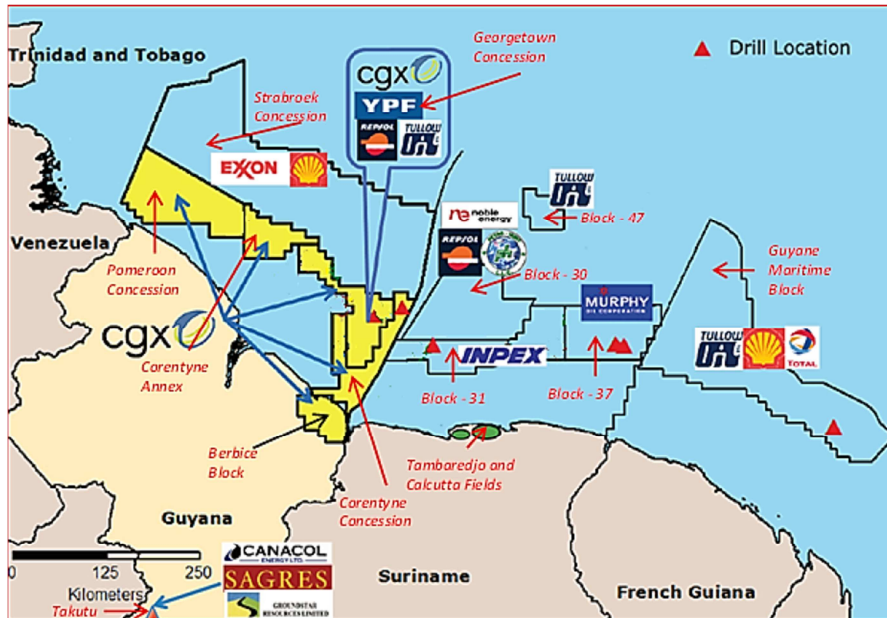 Trinidad and Tobago
Georgetown
Concession
Drill Location
cgx
YPF
REPSOL
TULLOW
OIL
Strabroek
Concession
EXXON
TULLOW
OIL
noble
energy
Block - 47
REPSOL
Block - 30
Guyane
Maritime
Block
Venezuela
Pomeroon
Concession
MURPHY
OIL CORPORATION
cgx
INPEX
TULLOW
OIL
TOTAL
Corentyne
Annex
Block - 31
Block - 37
Berbice
Block
Tambaredjo and
Calcutta Fields
Corentyne
Concession
Guyana
CANACOL
ENERGY LTD.
0 125 250
Kilometers
SAGRES
Suriname
French Guiana
Takutu
GROUNDSTAR
RESOURCES LIMITED